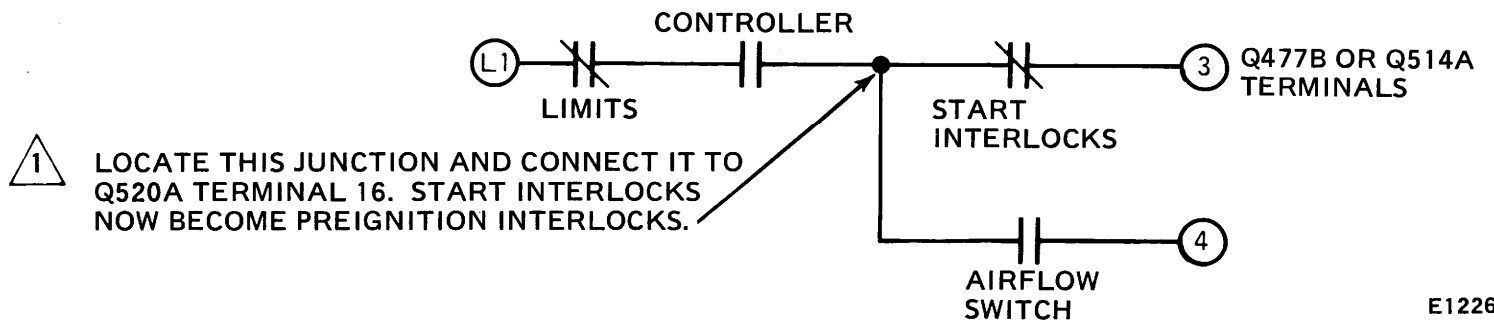 CONTROLLER
L1
LIMITS
START
INTERLOCKS
3
Q477B OR Q514A
TERMINALS
1
LOCATE THIS JUNCTION AND CONNECT IT TO
Q520A TERMINAL 16. START INTERLOCKS
NOW BECOME PREIGNITION INTERLOCKS.
4
AIRFLOW
SWITCH
E1226